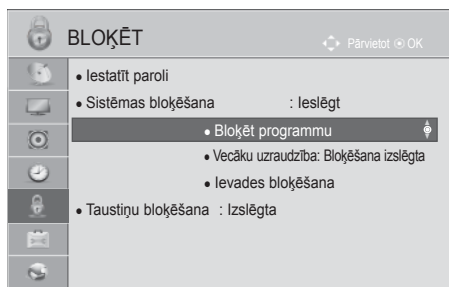 BLOĶĒT
Pārvietot OK
• Iestatīt paroli
• Sistēmas bloķēšana : Ieslēgt
• Bloķēt programmu
• Vecāku uzraudzība: Bloķēšana izslēgta
• Ievades bloķēšana
• Taustiņu bloķēšana : Izslēgta